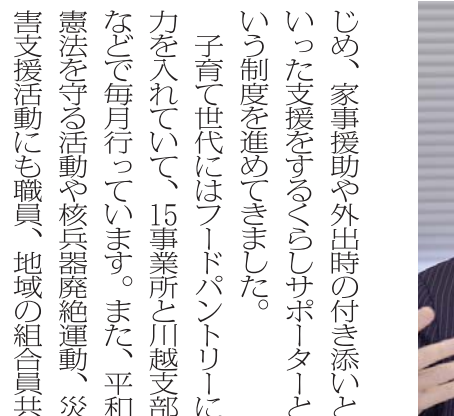 じめ、家事援助や外出時の付き添いと
いった支援をするくらしサポーターと
いう制度を進めてきました。
子育て世代にはフードパントリーに
力を入れていて、15事業所と川越支部
などで毎月行っています。また、平和
憲法を守る活動や核兵器廃絶運動、災
害支援活動にも職員、地域の組合員共